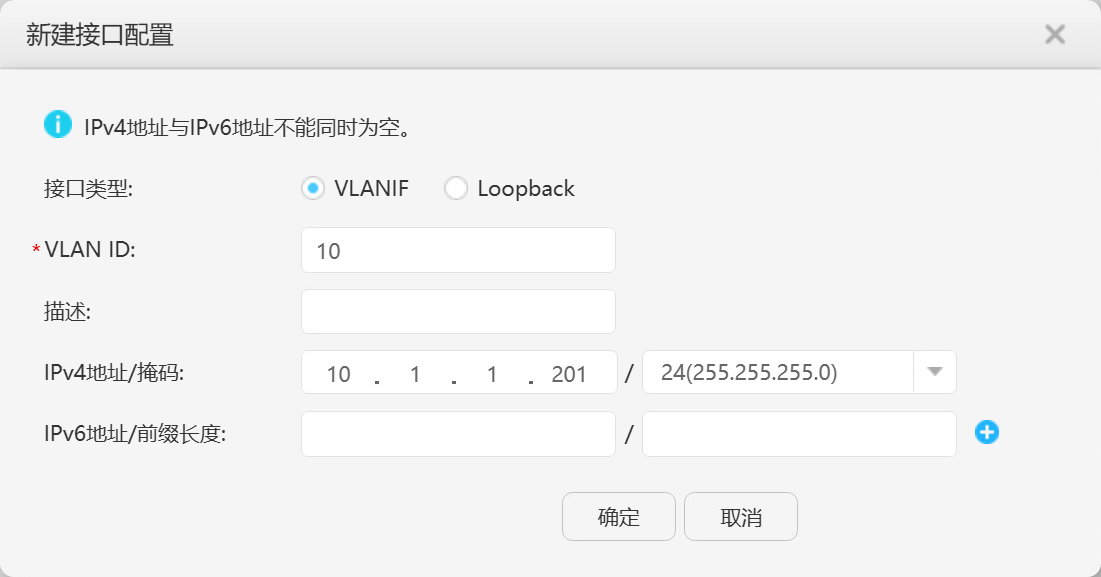 新建接口配置
IPv4地址与IPv6地址不能同时为空。
接口类型: VLANIF Loopback
*VLAN ID: 10
描述:
IPv4地址/掩码: 10 . 1 . 1 . 201 / 24(255.255.255.0)
IPv6地址/前缀长度: /
确定 取消